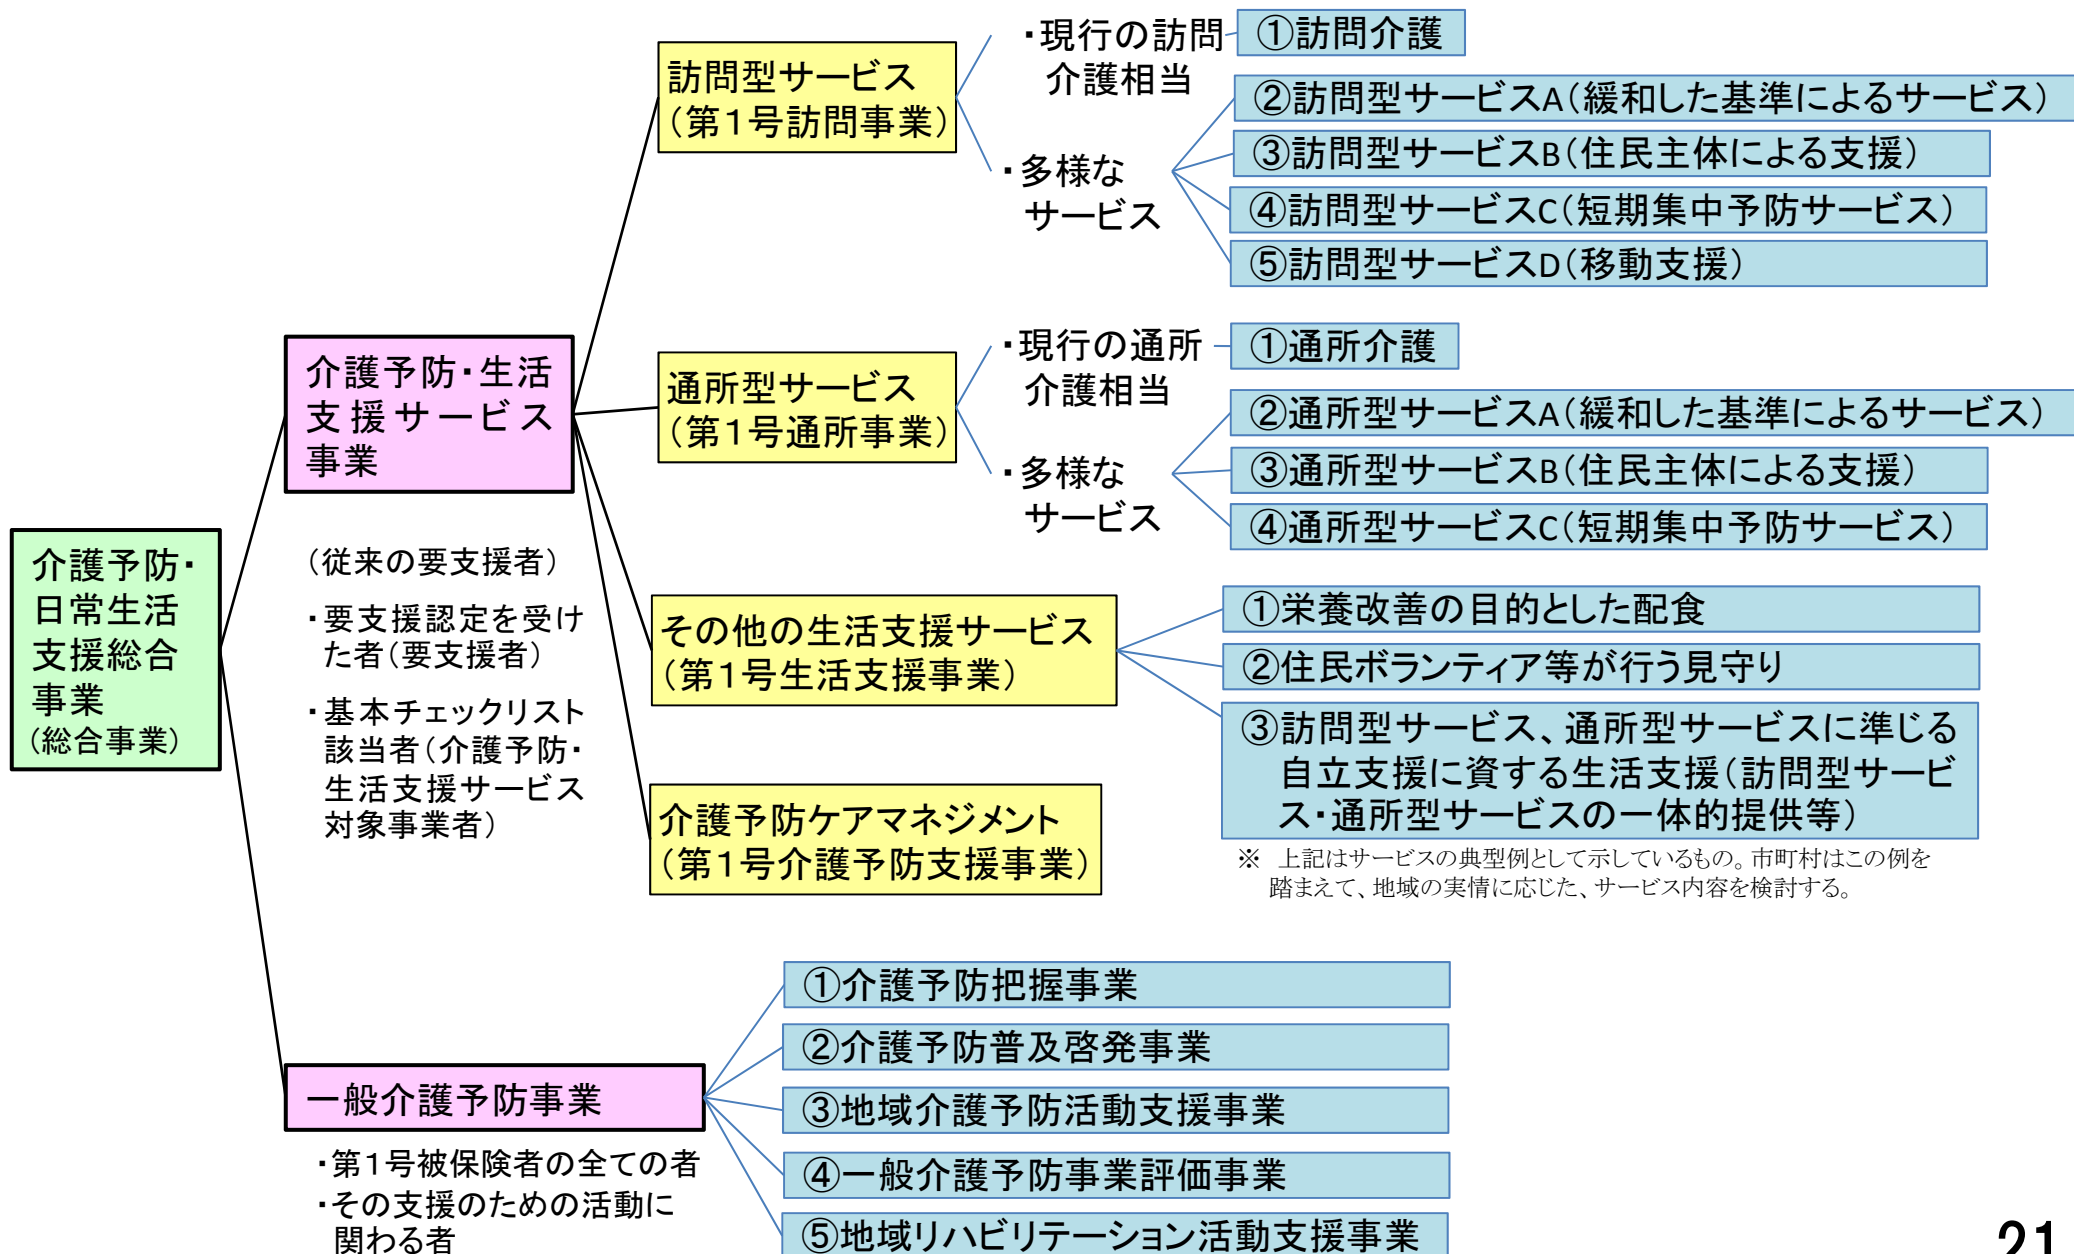 介護予防・
日常生活
支援総合
事業
(総合事業)
介護予防・生活
支援サービス
事業
(従来の要支援者)
・要支援認定を受け
た者(要支援者)
・基本チェックリスト
該当者(介護予防・
生活支援サービス
対象事業者)
訪問型サービス
(第1号訪問事業)
・現行の訪問
介護相当
①訪問介護
・多様な
サービス
②訪問型サービスA(緩和した基準によるサービス)
③訪問型サービスB(住民主体による支援)
④訪問型サービスC(短期集中予防サービス)
⑤訪問型サービスD(移動支援)
通所型サービス
(第1号通所事業)
・現行の通所
介護相当
①通所介護
・多様な
サービス
②通所型サービスA(緩和した基準によるサービス)
③通所型サービスB(住民主体による支援)
④通所型サービスC(短期集中予防サービス)
その他の生活支援サービス
(第1号生活支援事業)
①栄養改善の目的とした配食
②住民ボランティア等が行う見守り
③訪問型サービス、通所型サービスに準じる
自立支援に資する生活支援(訪問型サービ
ス・通所型サービスの一体的提供等)
介護予防ケアマネジメント
(第1号介護予防支援事業)
※ 上記はサービスの典型例として示しているもの。市町村はこの例を
踏まえて、地域の実情に応じた、サービス内容を検討する。
一般介護予防事業
・第1号被保険者の全ての者
・その支援のための活動に
関わる者
①介護予防把握事業
②介護予防普及啓発事業
③地域介護予防活動支援事業
④一般介護予防事業評価事業
⑤地域リハビリテーション活動支援事業
21